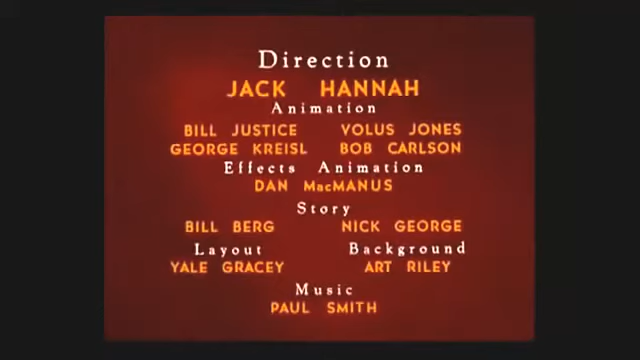 Direction
JACK HANNAH
Animation
BILL JUSTICE VOLUS JONES
GEORGE KREISL BOB CARLSON
Effects Animation
DAN MacMANUS
Story
BILL BERG NICK GEORGE
Layout Background
YALE GRACEY ART RILEY
Music
PAUL SMITH